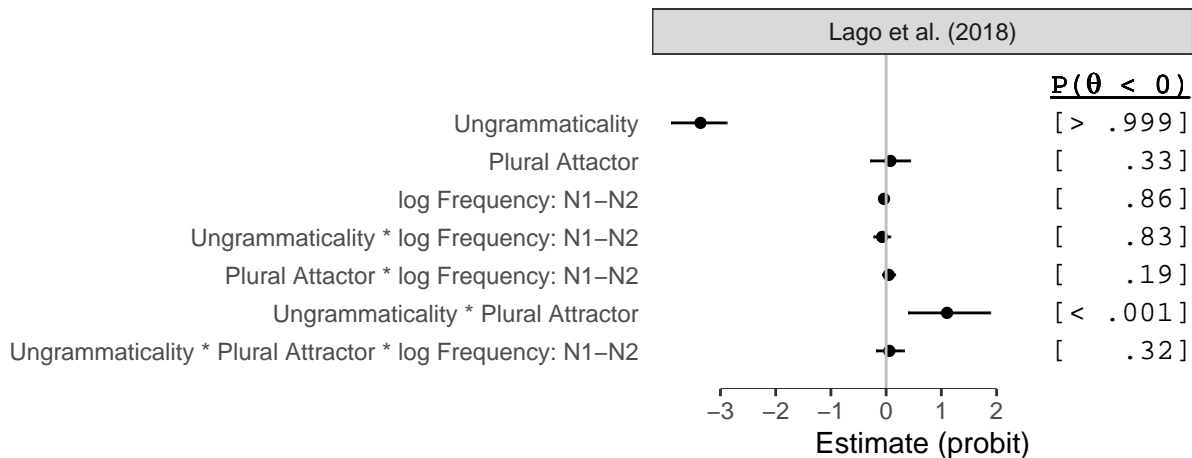 Lago et al. (2018)
P(θ < 0)
Ungrammaticality [> .999]
Plural Attactor [ .33]
log Frequency: N1−N2 [ .86]
Ungrammaticality * log Frequency: N1−N2 [ .83]
Plural Attactor * log Frequency: N1−N2 [ .19]
Ungrammaticality * Plural Attractor [< .001]
Ungrammaticality * Plural Attractor * log Frequency: N1−N2 [ .32]
−3 −2 −1 0 1 2
Estimate (probit)